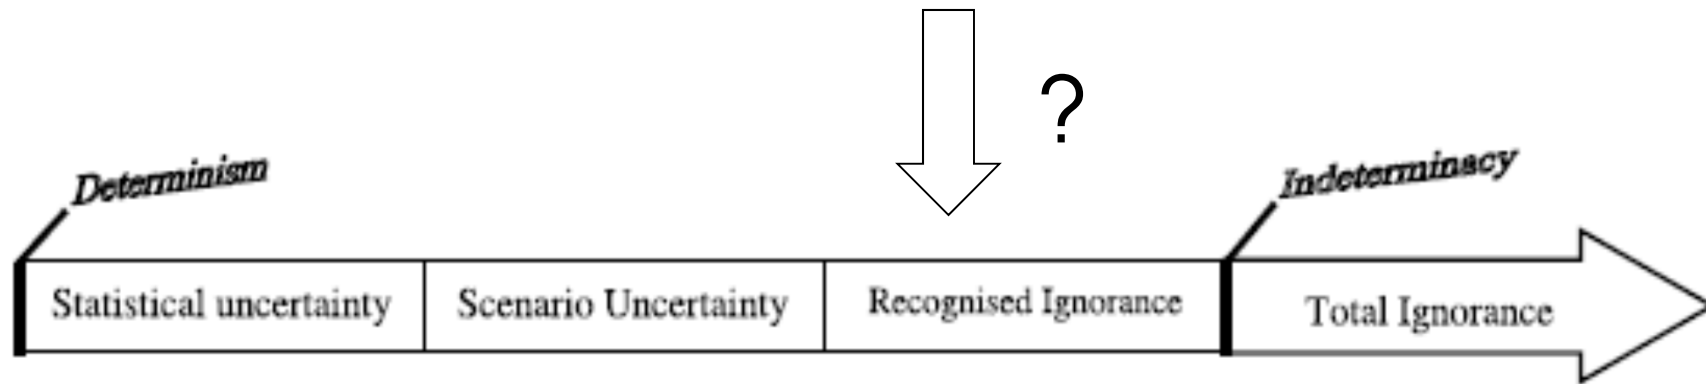 ?
Determinism
Indeterminacy
Statistical uncertainty
Scenario Uncertainty
Recognised Ignorance
Total Ignorance